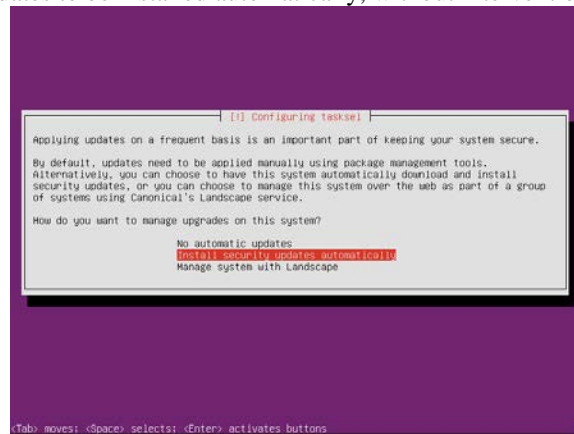 [!] Configuring tasksel
Applying updates on a frequent basis is an important part of keeping your system secure.
By default, updates need to be applied manually using package management tools.
Alternatively, you can choose to have this system automatically download and install
security updates, or you can choose to manage this system over the web as part of a group
of systems using Canonical's Landscape service.
How do you want to manage upgrades on this system?
No automatic updates
Install security updates automatically
Manage system with Landscape
<Tab> moves; <Space> selects; <Enter> activates buttons